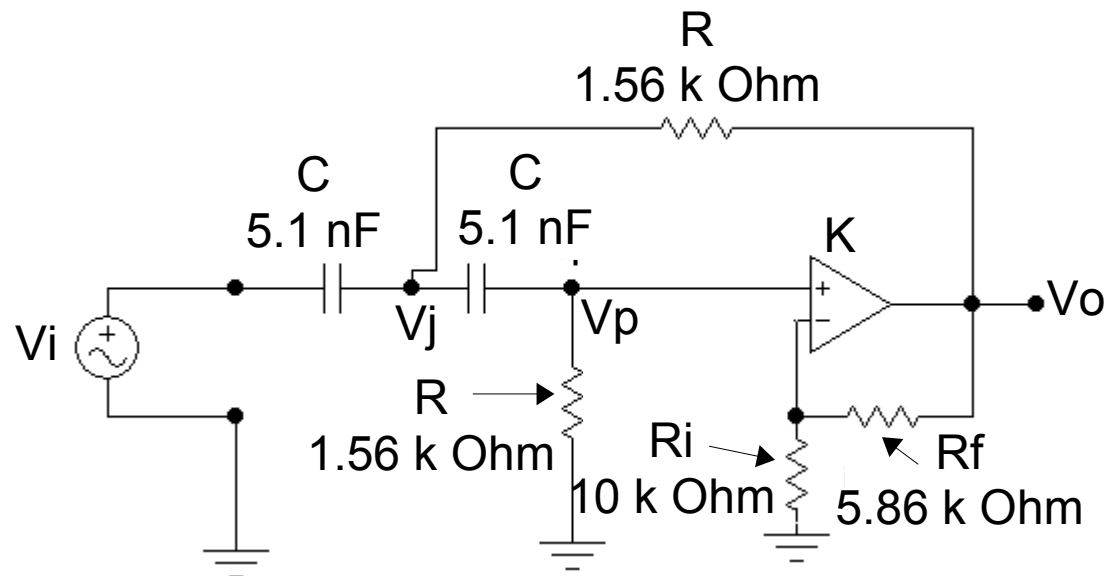 R
1.56 k Ohm
C
5.1 nF
C
5.1 nF
K
+
−
Vo
Vj
Vp
Vi
+
R
1.56 k Ohm
Ri
10 k Ohm
Rf
5.86 k Ohm